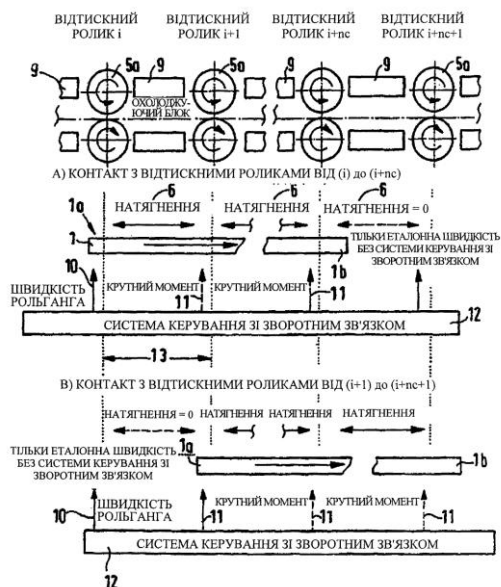 ВІДТИСКНИЙ ВІДТИСКНИЙ ВІДТИСКНИЙ ВІДТИСКНИЙ
РОЛИК i РОЛИК i+1 РОЛИК i+nc РОЛИК i+nc+1
9 5a 9 5a 9 9 5a
ОХОЛОДЖУ-
ЮЧИЙ БЛОК
А) КОНТАКТ З ВІДТИСКНИМИ РОЛИКАМИ ВІД (i) до (i+nc)
1a 6 6 6
НАТЯГНЕННЯ НАТЯГНЕННЯ НАТЯГНЕННЯ = 0
1 1b
ТІЛЬКИ ЕТАЛОННА ШВИДКІСТЬ
БЕЗ СИСТЕМИ КЕРУВАННЯ ЗІ
ЗВОРОТНИМ ЗВ'ЯЗКОМ
10
ШВИДКІСТЬ
РОЛЬГАНГА
КРУТНИЙ МОМЕНТ КРУТНИЙ МОМЕНТ
11 11
СИСТЕМА КЕРУВАННЯ ЗІ ЗВОРОТНИМ ЗВ'ЯЗКОМ 12
13
В) КОНТАКТ З ВІДТИСКНИМИ РОЛИКАМИ ВІД (i+1) до (i+nc+1)
НАТЯГНЕННЯ = 0 НАТЯГНЕННЯ НАТЯГНЕННЯ НАТЯГНЕННЯ
ТІЛЬКИ ЕТАЛОННА ШВИДКІСТЬ
БЕЗ СИСТЕМИ КЕРУВАННЯ ЗІ
ЗВОРОТНИМ ЗВ'ЯЗКОМ
1a 1b
10
ШВИДКІСТЬ
РОЛЬГАНГА
КРУТНИЙ МОМЕНТ КРУТНИЙ МОМЕНТ
11 11 11
СИСТЕМА КЕРУВАННЯ ЗІ ЗВОРОТНИМ ЗВ'ЯЗКОМ
12